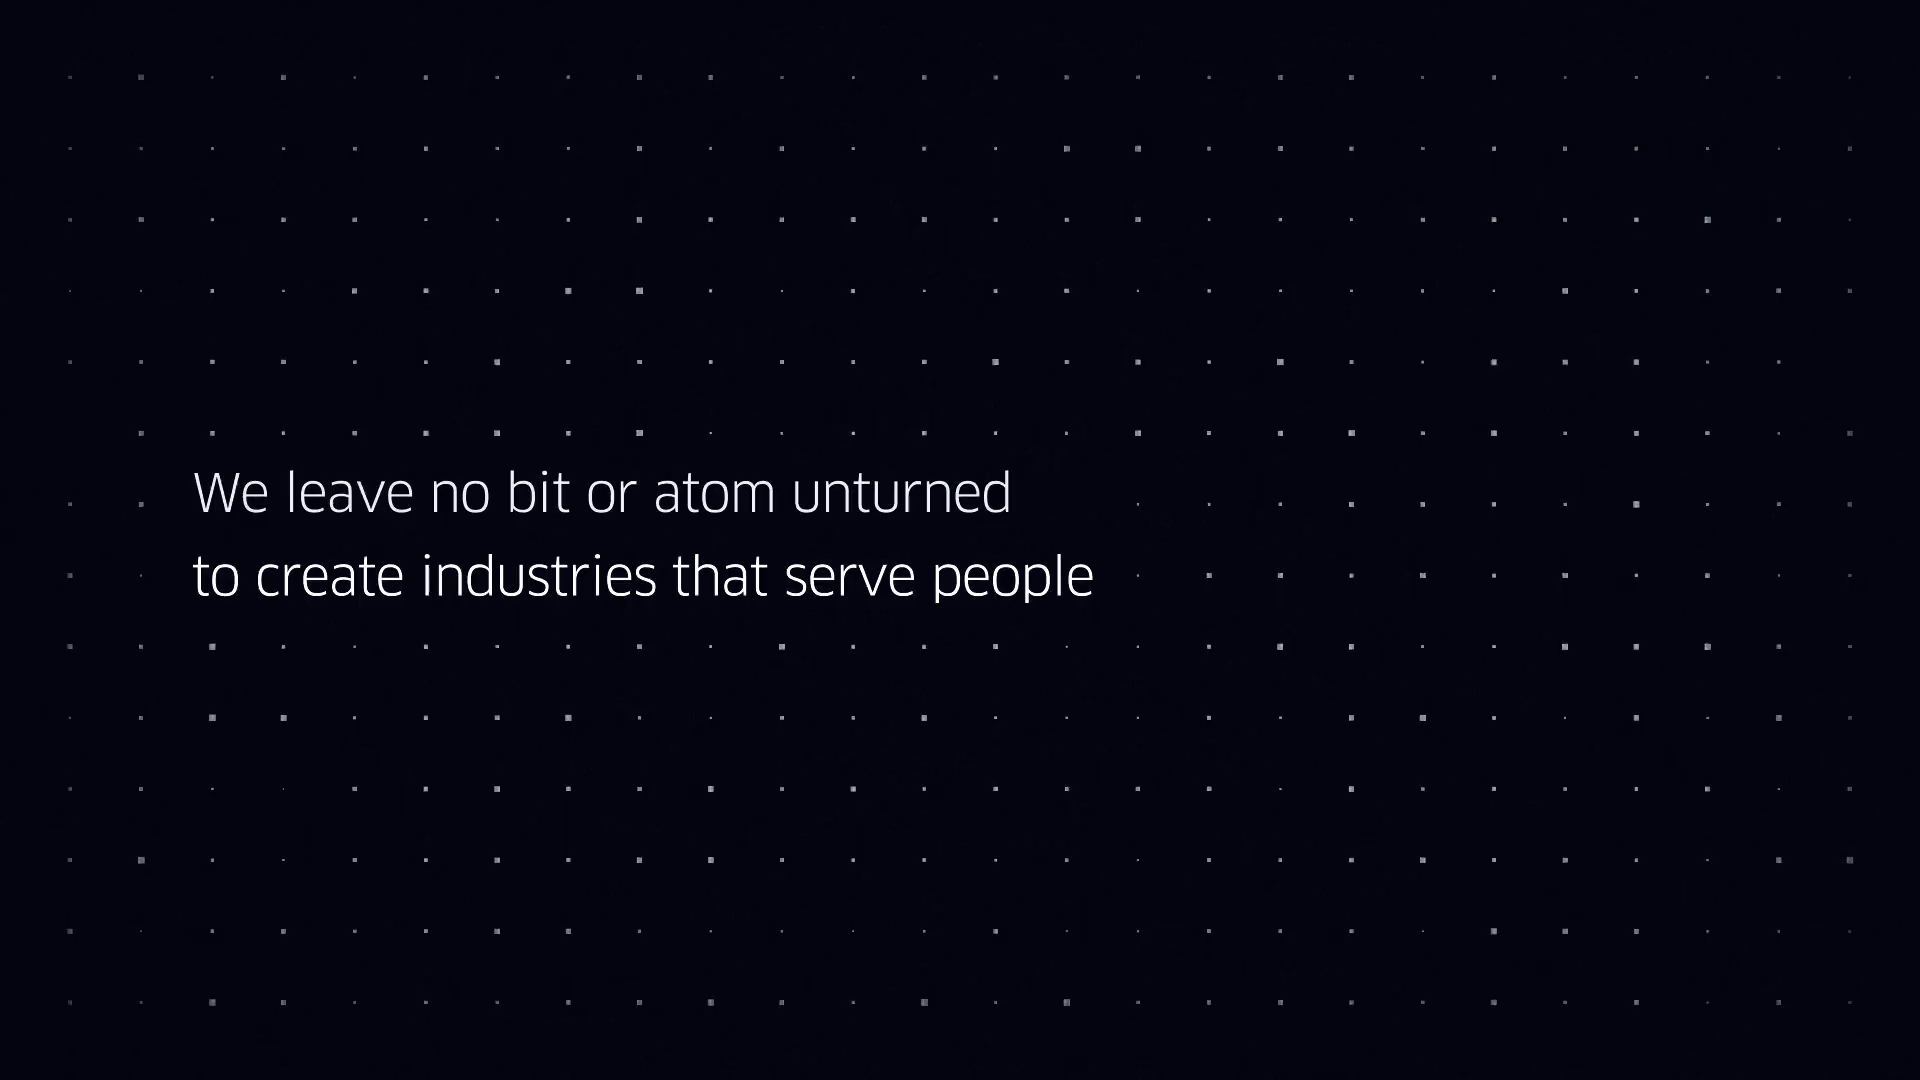 We leave no bit or atom unturned
to create industries that serve people